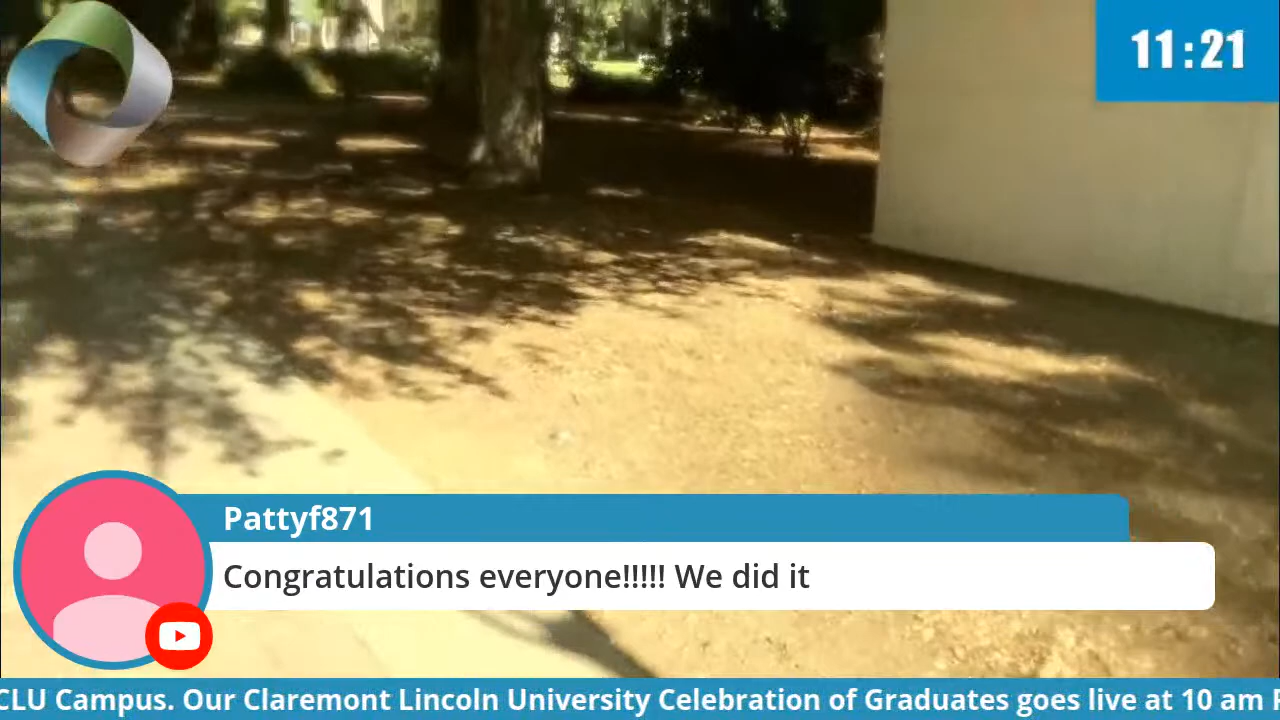 11:21
Pattyf871
Congratulations everyone!!!!! We did it
CLU Campus. Our Claremont Lincoln University Celebration of Graduates goes live at 10 am